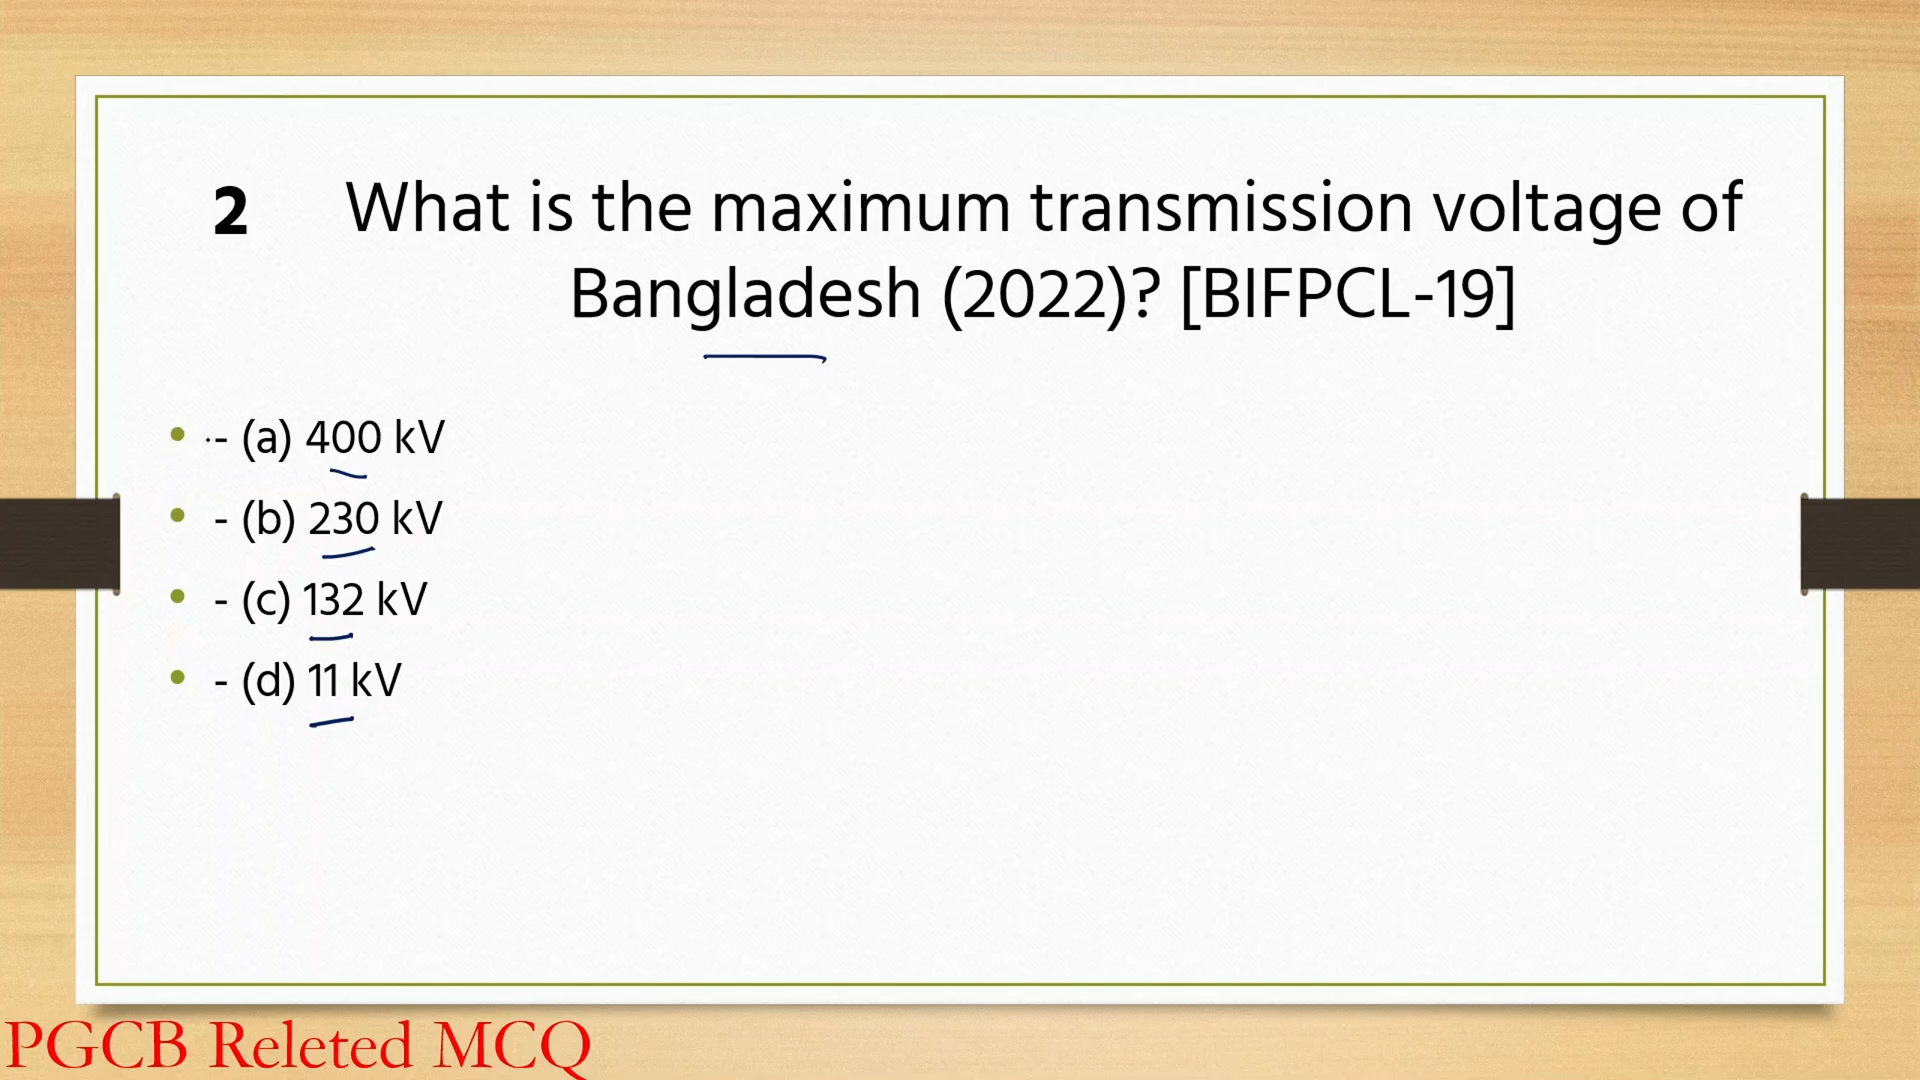 2 What is the maximum transmission voltage of
Bangladesh (2022)? [BIFPCL-19]
- (a) 400 kV
- (b) 230 kV
- (c) 132 kV
- (d) 11 kV
PGCB Releted MCQ